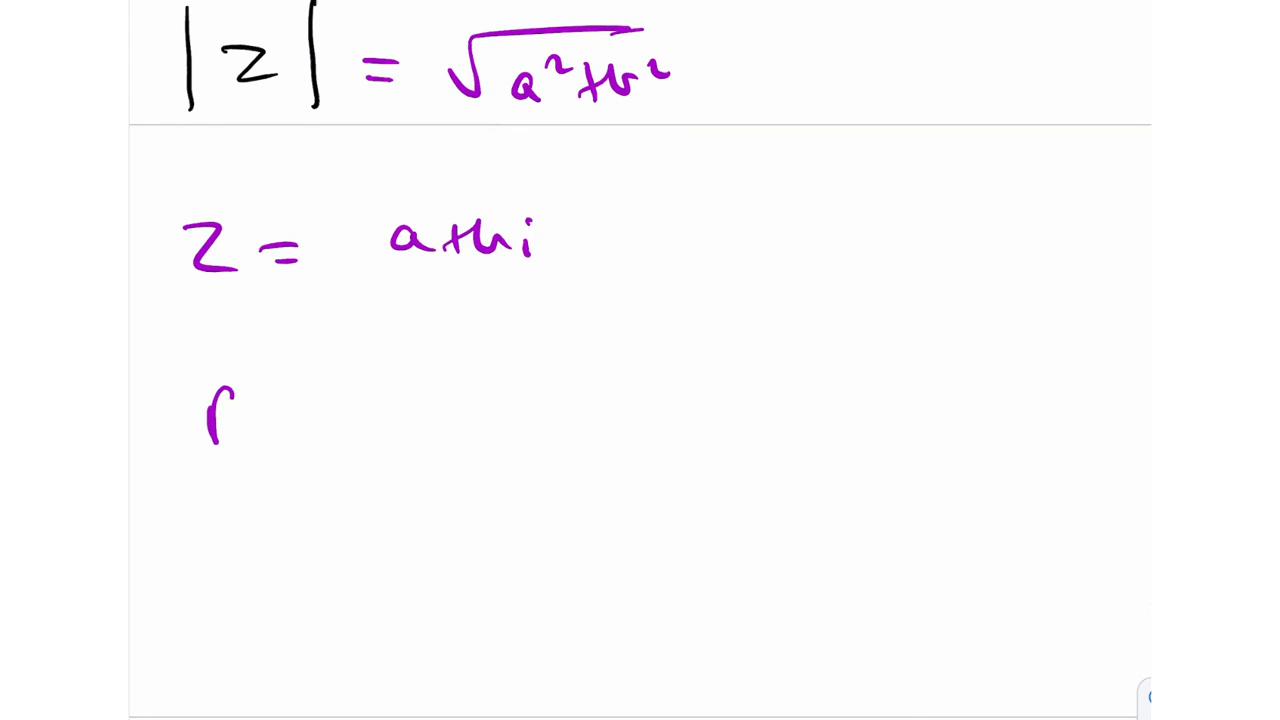 |z| = √a²+b²
z = a+bi
r